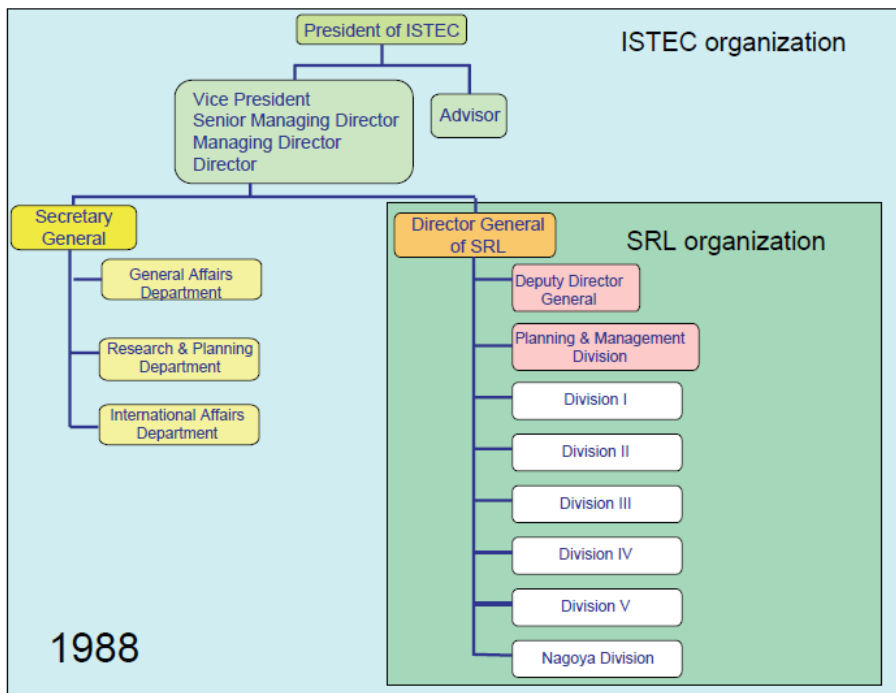 President of ISTEC
ISTEC organization
Vice President
Senior Managing Director
Managing Director
Director
Advisor
Secretary
General
General Affairs
Department
Research & Planning
Department
International Affairs
Department
Director General
of SRL
SRL organization
Deputy Director
General
Planning & Management
Division
Division I
Division II
Division III
Division IV
Division V
Nagoya Division
1988